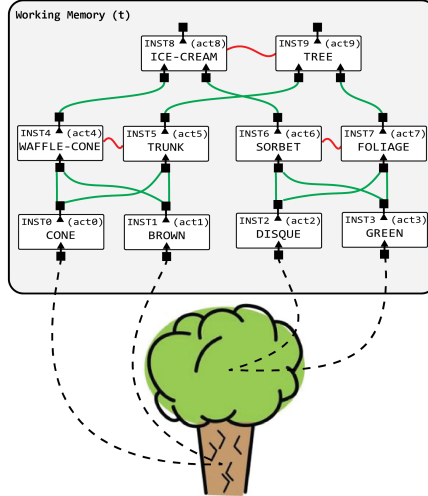 Working Memory (t)
INST8 (act8)
ICE-CREAM
INST9 (act9)
TREE
INST4 (act4)
WAFFLE-CONE
INST5 (act5)
TRUNK
INST6 (act6)
SORBET
INST7 (act7)
FOLIAGE
INST0 (act0)
CONE
INST1 (act1)
BROWN
INST2 (act2)
DISQUE
INST3 (act3)
GREEN